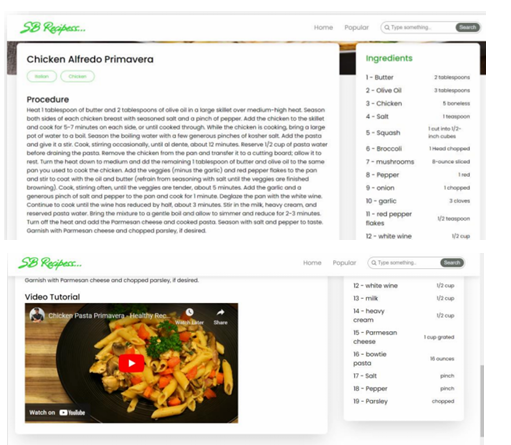 SB Recipess...
Home Popular Type something.. Search
Chicken Alfredo Primavera
Italian Chicken
Procedure
Heat 1 tablespoon of butter and 2 tablespoons of olive oil in a large skillet over medium-high heat. Season
both sides of each chicken breast with seasoned salt and a pinch of pepper. Add the chicken to the skillet
and cook for 5-7 minutes on each side, or until cooked through. While the chicken is cooking, bring a large
pot of water to a boil. Season the boiling water with a few generous pinches of kosher salt. Add the pasta
and give it a stir. Cook, stirring occasionally, until al dente, about 12 minutes. Reserve 1/2 cup of pasta water
before draining the pasta. Remove the chicken from the pan and transfer it to a cutting board; allow it to
rest. Turn the heat down to medium and dd the remaining 1 tablespoon of butter and olive oil to the same
pan you used to cook the chicken. Add the veggies (minus the garlic) and red pepper flakes to the pan
and stir to coat with the oil and butter (refrain from seasoning with salt until the veggies are finished
browning). Cook, stirring often, until the veggies are tender, about 5 minutes. Add the garlic and a
generous pinch of salt and pepper to the pan and cook for 1 minute. Deglaze the pan with the white wine.
Continue to cook until the wine has reduced by half, about 3 minutes. Stir in the milk, heavy cream, and
reserved pasta water. Bring the mixture to a gentle boil and allow to simmer and reduce for 2-3 minutes.
Turn off the heat and add the Parmesan cheese and cooked pasta. Season with salt and pepper to taste.
Garnish with Parmesan cheese and chopped parsley, if desired.
Ingredients
1 - Butter 2 tablespoons
2 - Olive Oil 3 tablespoons
3 - Chicken 5 boneless
4 - Salt 1 teaspoon
5 - Squash 1 cut into 1/2-
inch cubes
6 - Broccoli 1 Head chopped
7 - mushrooms 8-ounce sliced
8 - Pepper 1 red
9 - onion 1 chopped
10 - garlic 3 cloves
11 - red pepper
flakes 1/2 teaspoon
12 - white wine 1/2 cup
SB Recipess...
Home Popular Type something.. Search
Garnish with Parmesan cheese and chopped parsley, if desired.
Video Tutorial
Chicken Pasta Primavera - Healthy Rec...
Watch later Share
Watch on YouTube
12 - white wine 1/2 cup
13 - milk 1/2 cup
14 - heavy
cream 1/2 cup
15 - Parmesan
cheese 1 cup grated
16 - bowtie
pasta 16 ounces
17 - Salt pinch
18 - Pepper pinch
19 - Parsley chopped